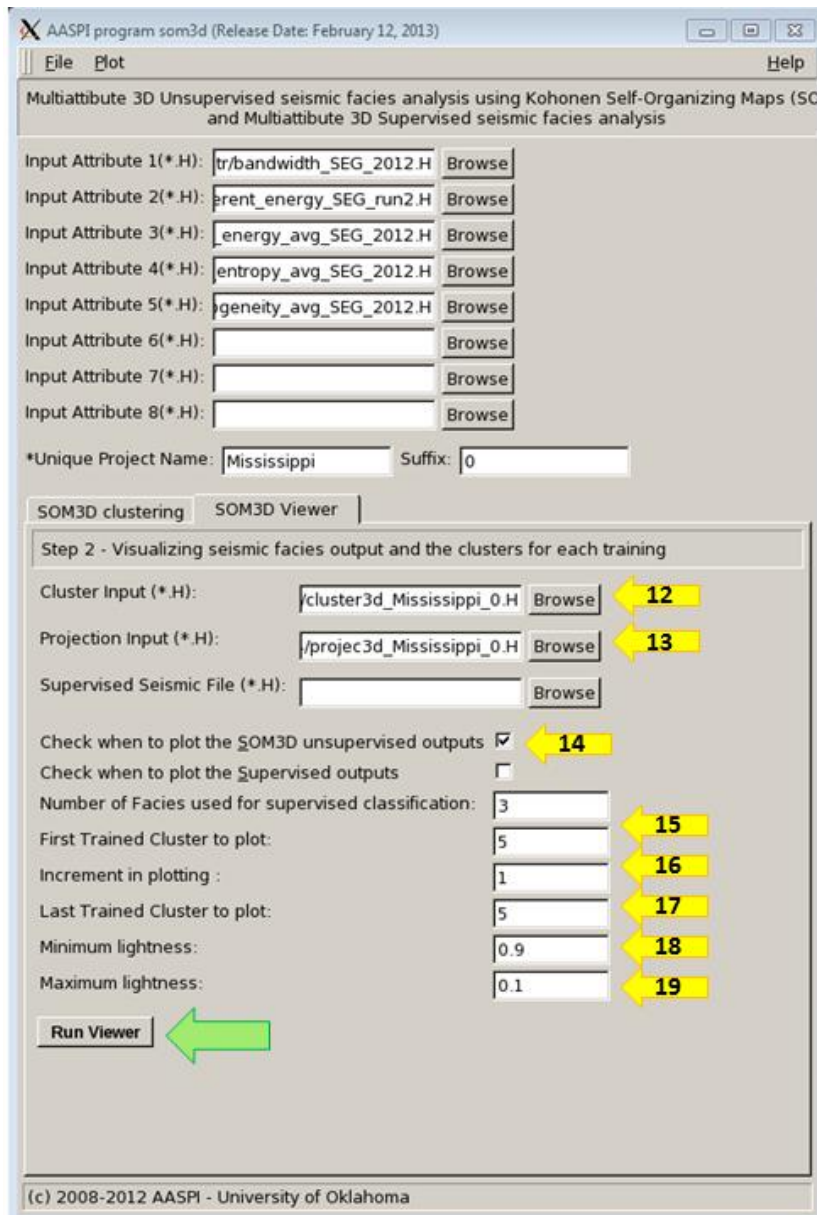 AASPI program som3d (Release Date: February 12, 2013)
File Plot Help
Multiattibute 3D Unsupervised seismic facies analysis using Kohonen Self-Organizing Maps (SO
and Multiattribute 3D Supervised seismic facies analysis
Input Attribute 1(*.H): tr/bandwidth_SEG_2012.H Browse
Input Attribute 2(*.H): erent_energy_SEG_run2.H Browse
Input Attribute 3(*.H): _energy_avg_SEG_2012.H Browse
Input Attribute 4(*.H): entropy_avg_SEG_2012.H Browse
Input Attribute 5(*.H): ogeneity_avg_SEG_2012.H Browse
Input Attribute 6(*.H): Browse
Input Attribute 7(*.H): Browse
Input Attribute 8(*.H): Browse
*Unique Project Name: Mississippi Suffix: 0
SOM3D clustering SOM3D Viewer
Step 2 - Visualizing seismic facies output and the clusters for each training
Cluster Input (*.H): /cluster3d_Mississippi_0.H Browse 12
Projection Input (*.H): ./projec3d_Mississippi_0.H Browse 13
Supervised Seismic File (*.H): Browse
Check when to plot the SOM3D unsupervised outputs 14
Check when to plot the Supervised outputs
Number of Facies used for supervised classification: 3
15
First Trained Cluster to plot: 5
16
Increment in plotting : 1
17
Last Trained Cluster to plot: 5
Minimum lightness: 0.9 18
Maximum lightness: 0.1 19
Run Viewer
(c) 2008-2012 AASPI - University of Oklahoma